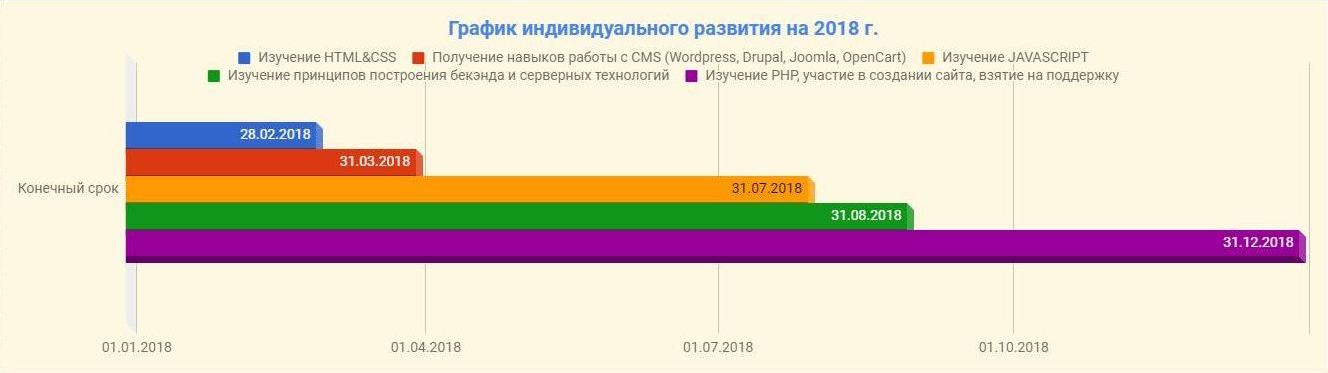 График индивидуального развития на 2018 г.
Изучение HTML&CSS Получение навыков работы с CMS (Wordpress, Drupal, Joomla, OpenCart) Изучение JAVASCRIPT
Изучение принципов построения бекэнда и серверных технологий Изучение PHP, участие в создании сайта, взятие на поддержку
28.02.2018
31.03.2018
Конечный срок 31.07.2018
31.08.2018
31.12.2018
01.01.2018 01.04.2018 01.07.2018 01.10.2018